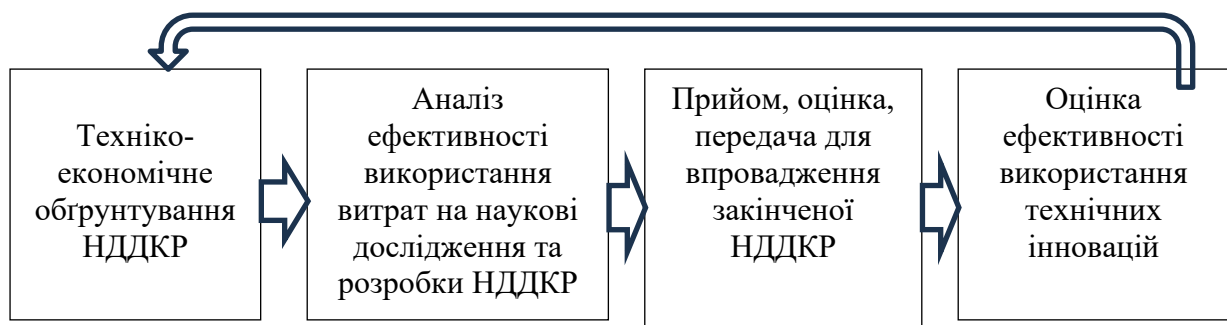 Техніко-
економічне
обґрунтування
НДДКР
Аналіз
ефективності
використання
витрат на наукові
дослідження та
розробки НДДКР
Прийом, оцінка,
передача для
впровадження
закінченої
НДДКР
Оцінка
ефективності
використання
технічних
інновацій